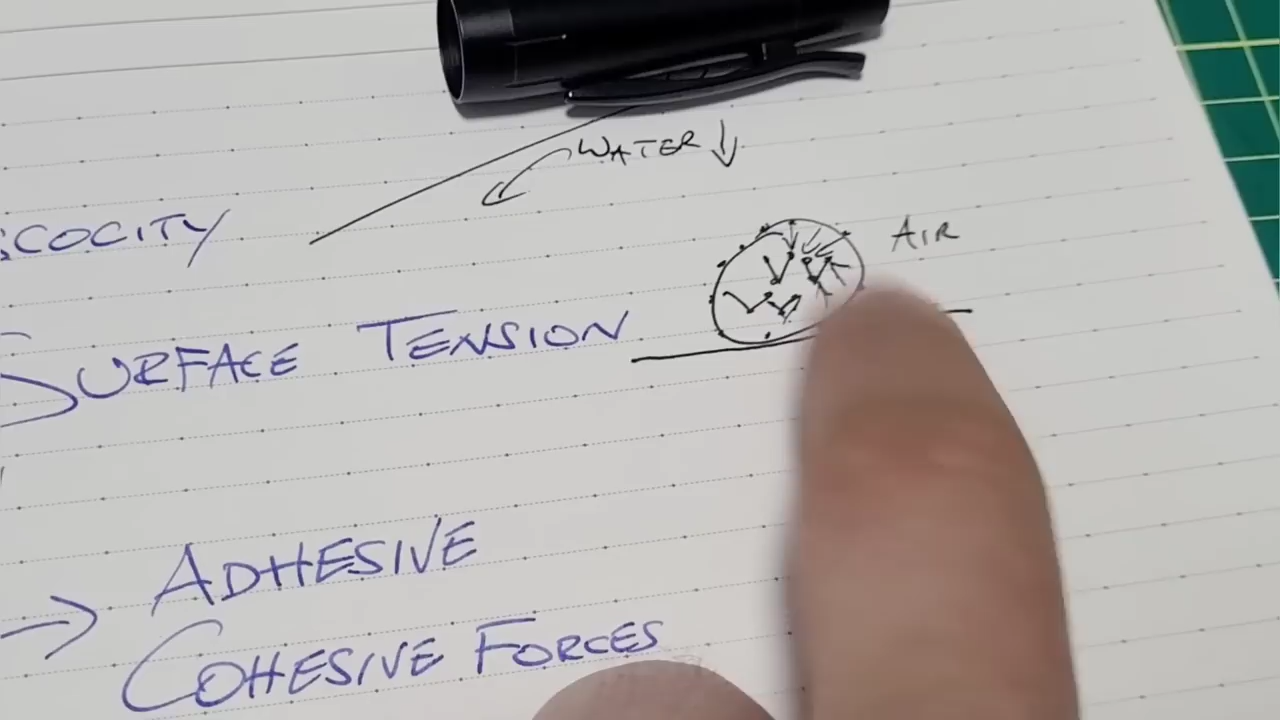 WATER ↓
SCOCITY
AIR
SURFACE TENSION
→ ADHESIVE
COHESIVE FORCES